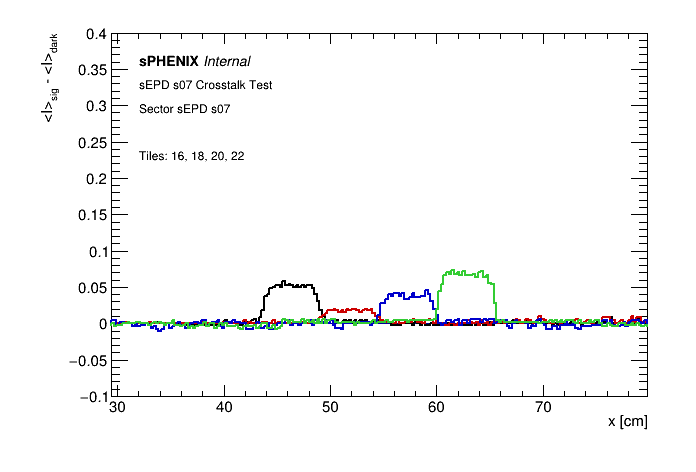 <I>sig - <I>dark
0.4
0.35
0.3
0.25
0.2
0.15
0.1
0.05
0
−0.05
−0.1
sPHENIX Internal
sEPD s07 Crosstalk Test
Sector sEPD s07
Tiles: 16, 18, 20, 22
30 40 50 60 70
x [cm]